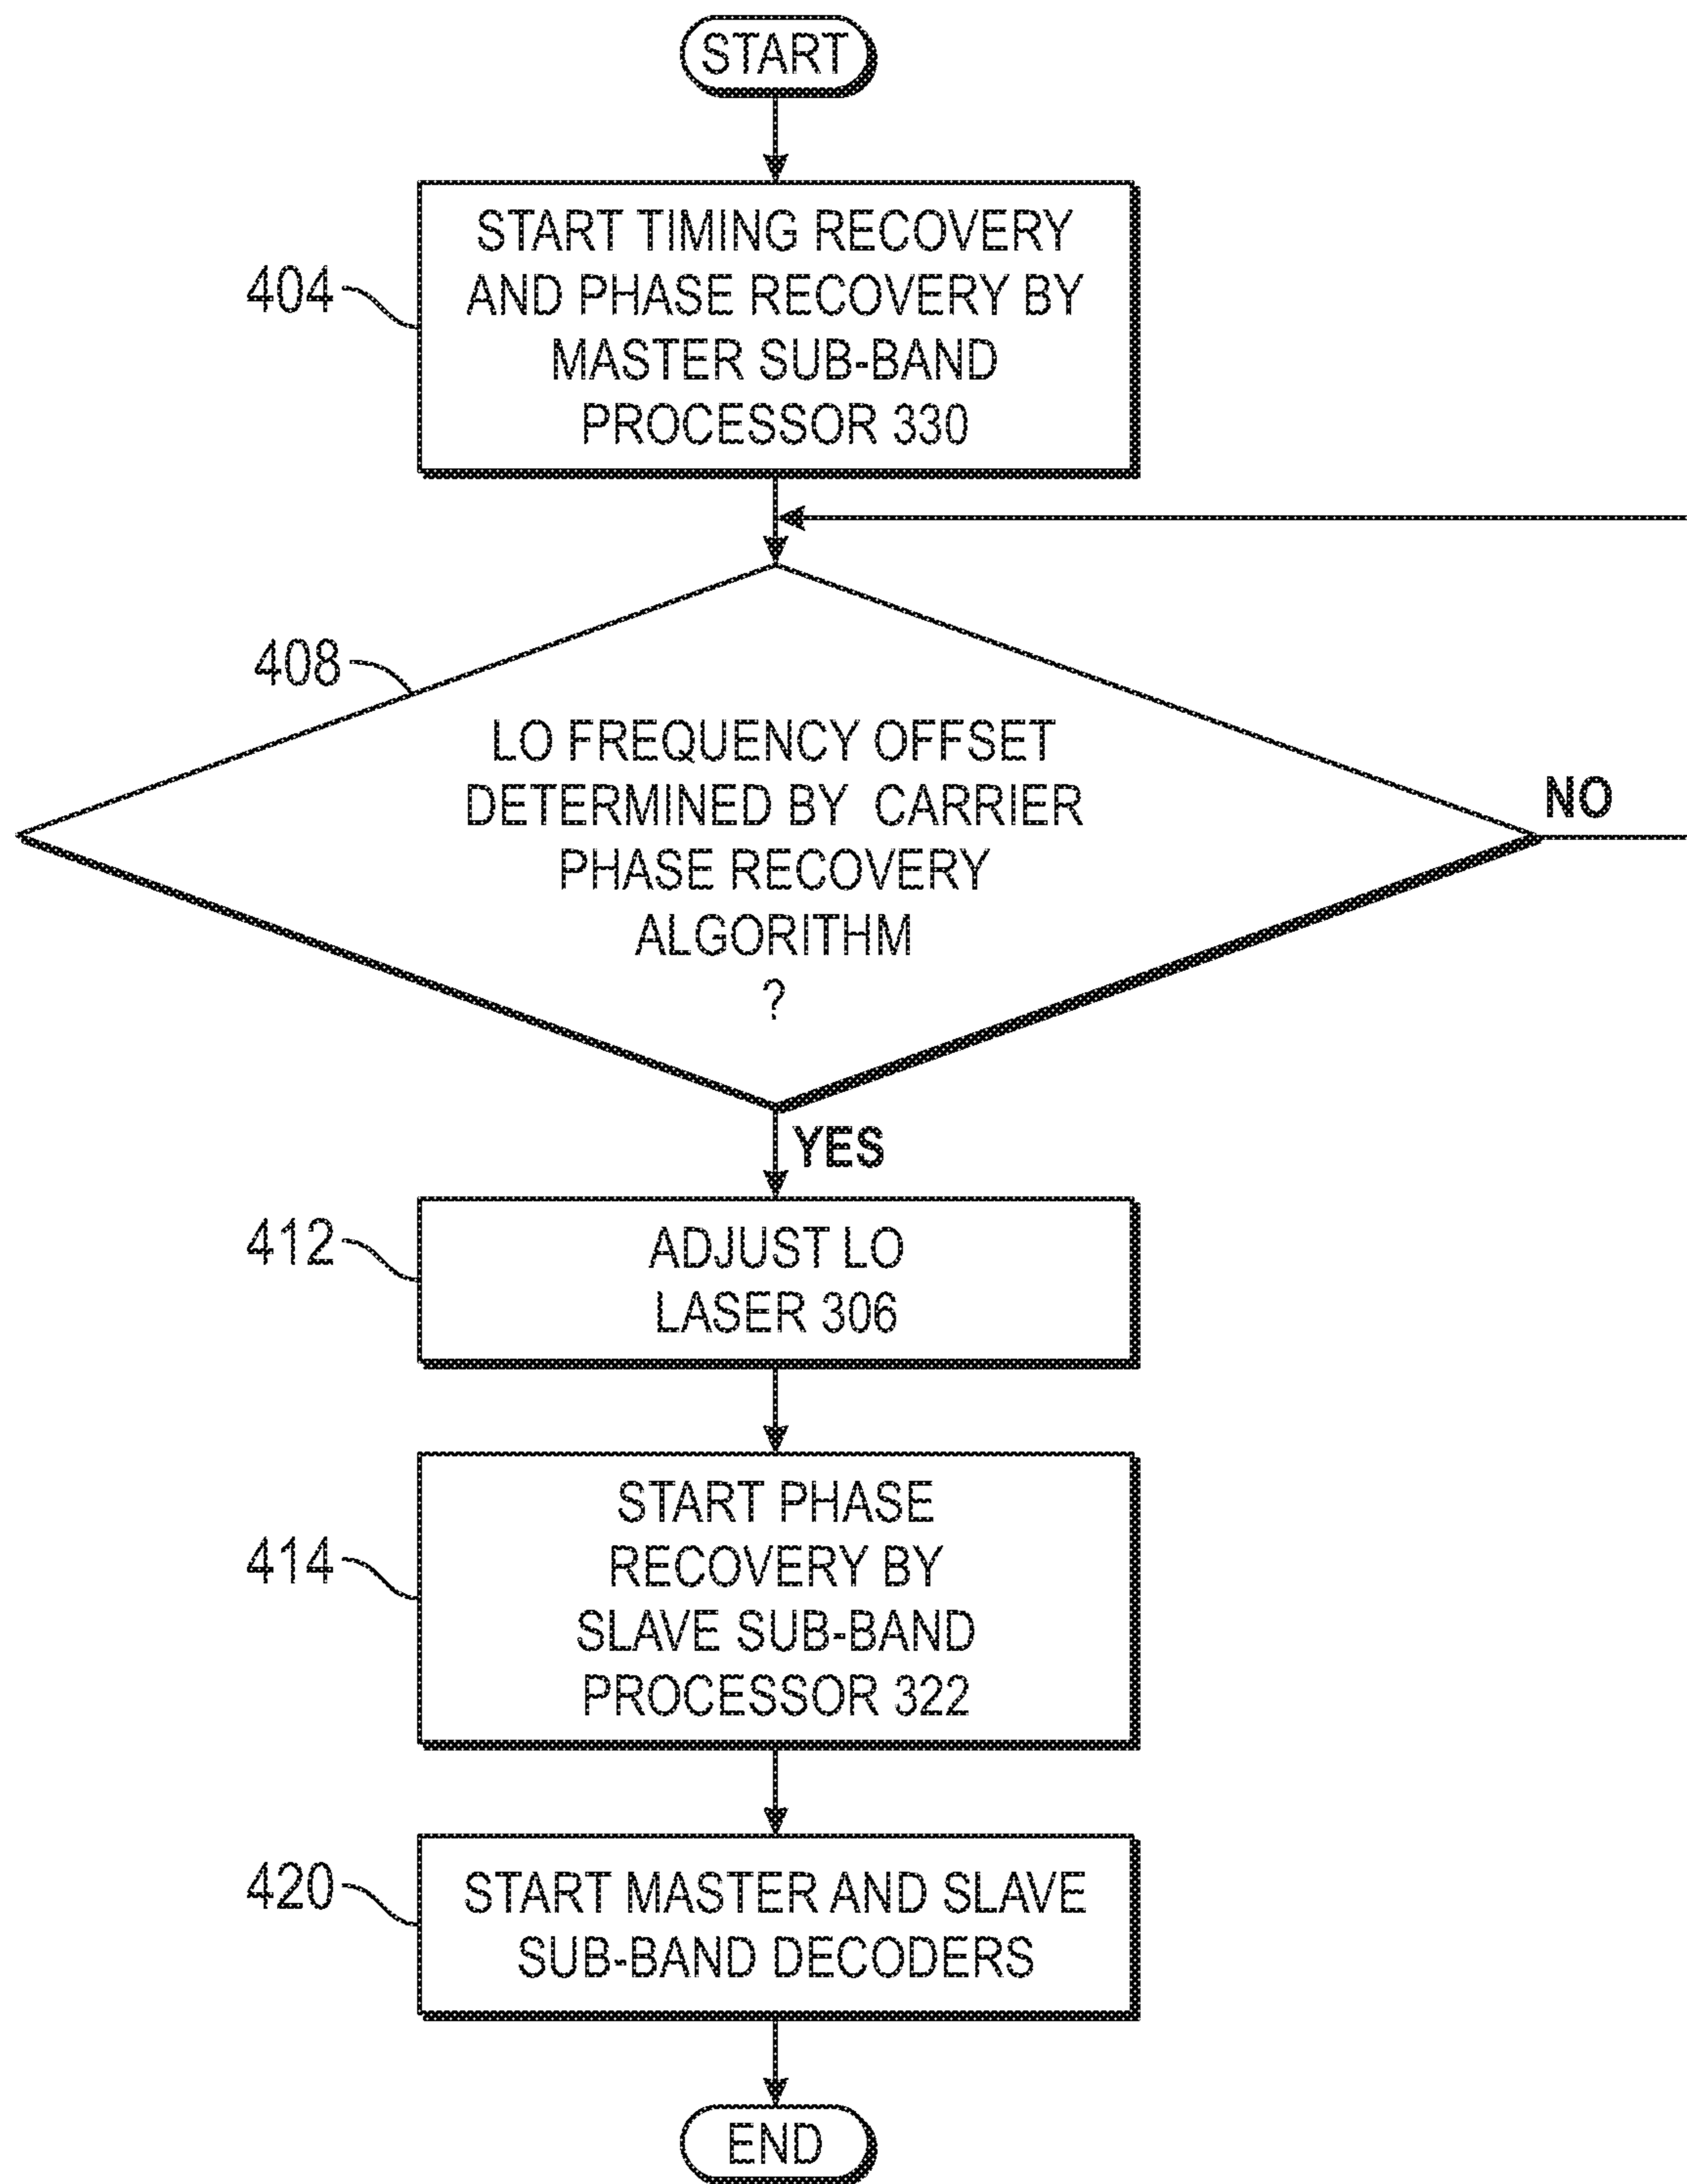 START
START TIMING RECOVERY
AND PHASE RECOVERY BY
MASTER SUB-BAND
PROCESSOR 330
404
408
LO FREQUENCY OFFSET
DETERMINED BY CARRIER
PHASE RECOVERY
ALGORITHM
?
NO
YES
412
ADJUST LO
LASER 306
414
START PHASE
RECOVERY BY
SLAVE SUB-BAND
PROCESSOR 322
420
START MASTER AND SLAVE
SUB-BAND DECODERS
END